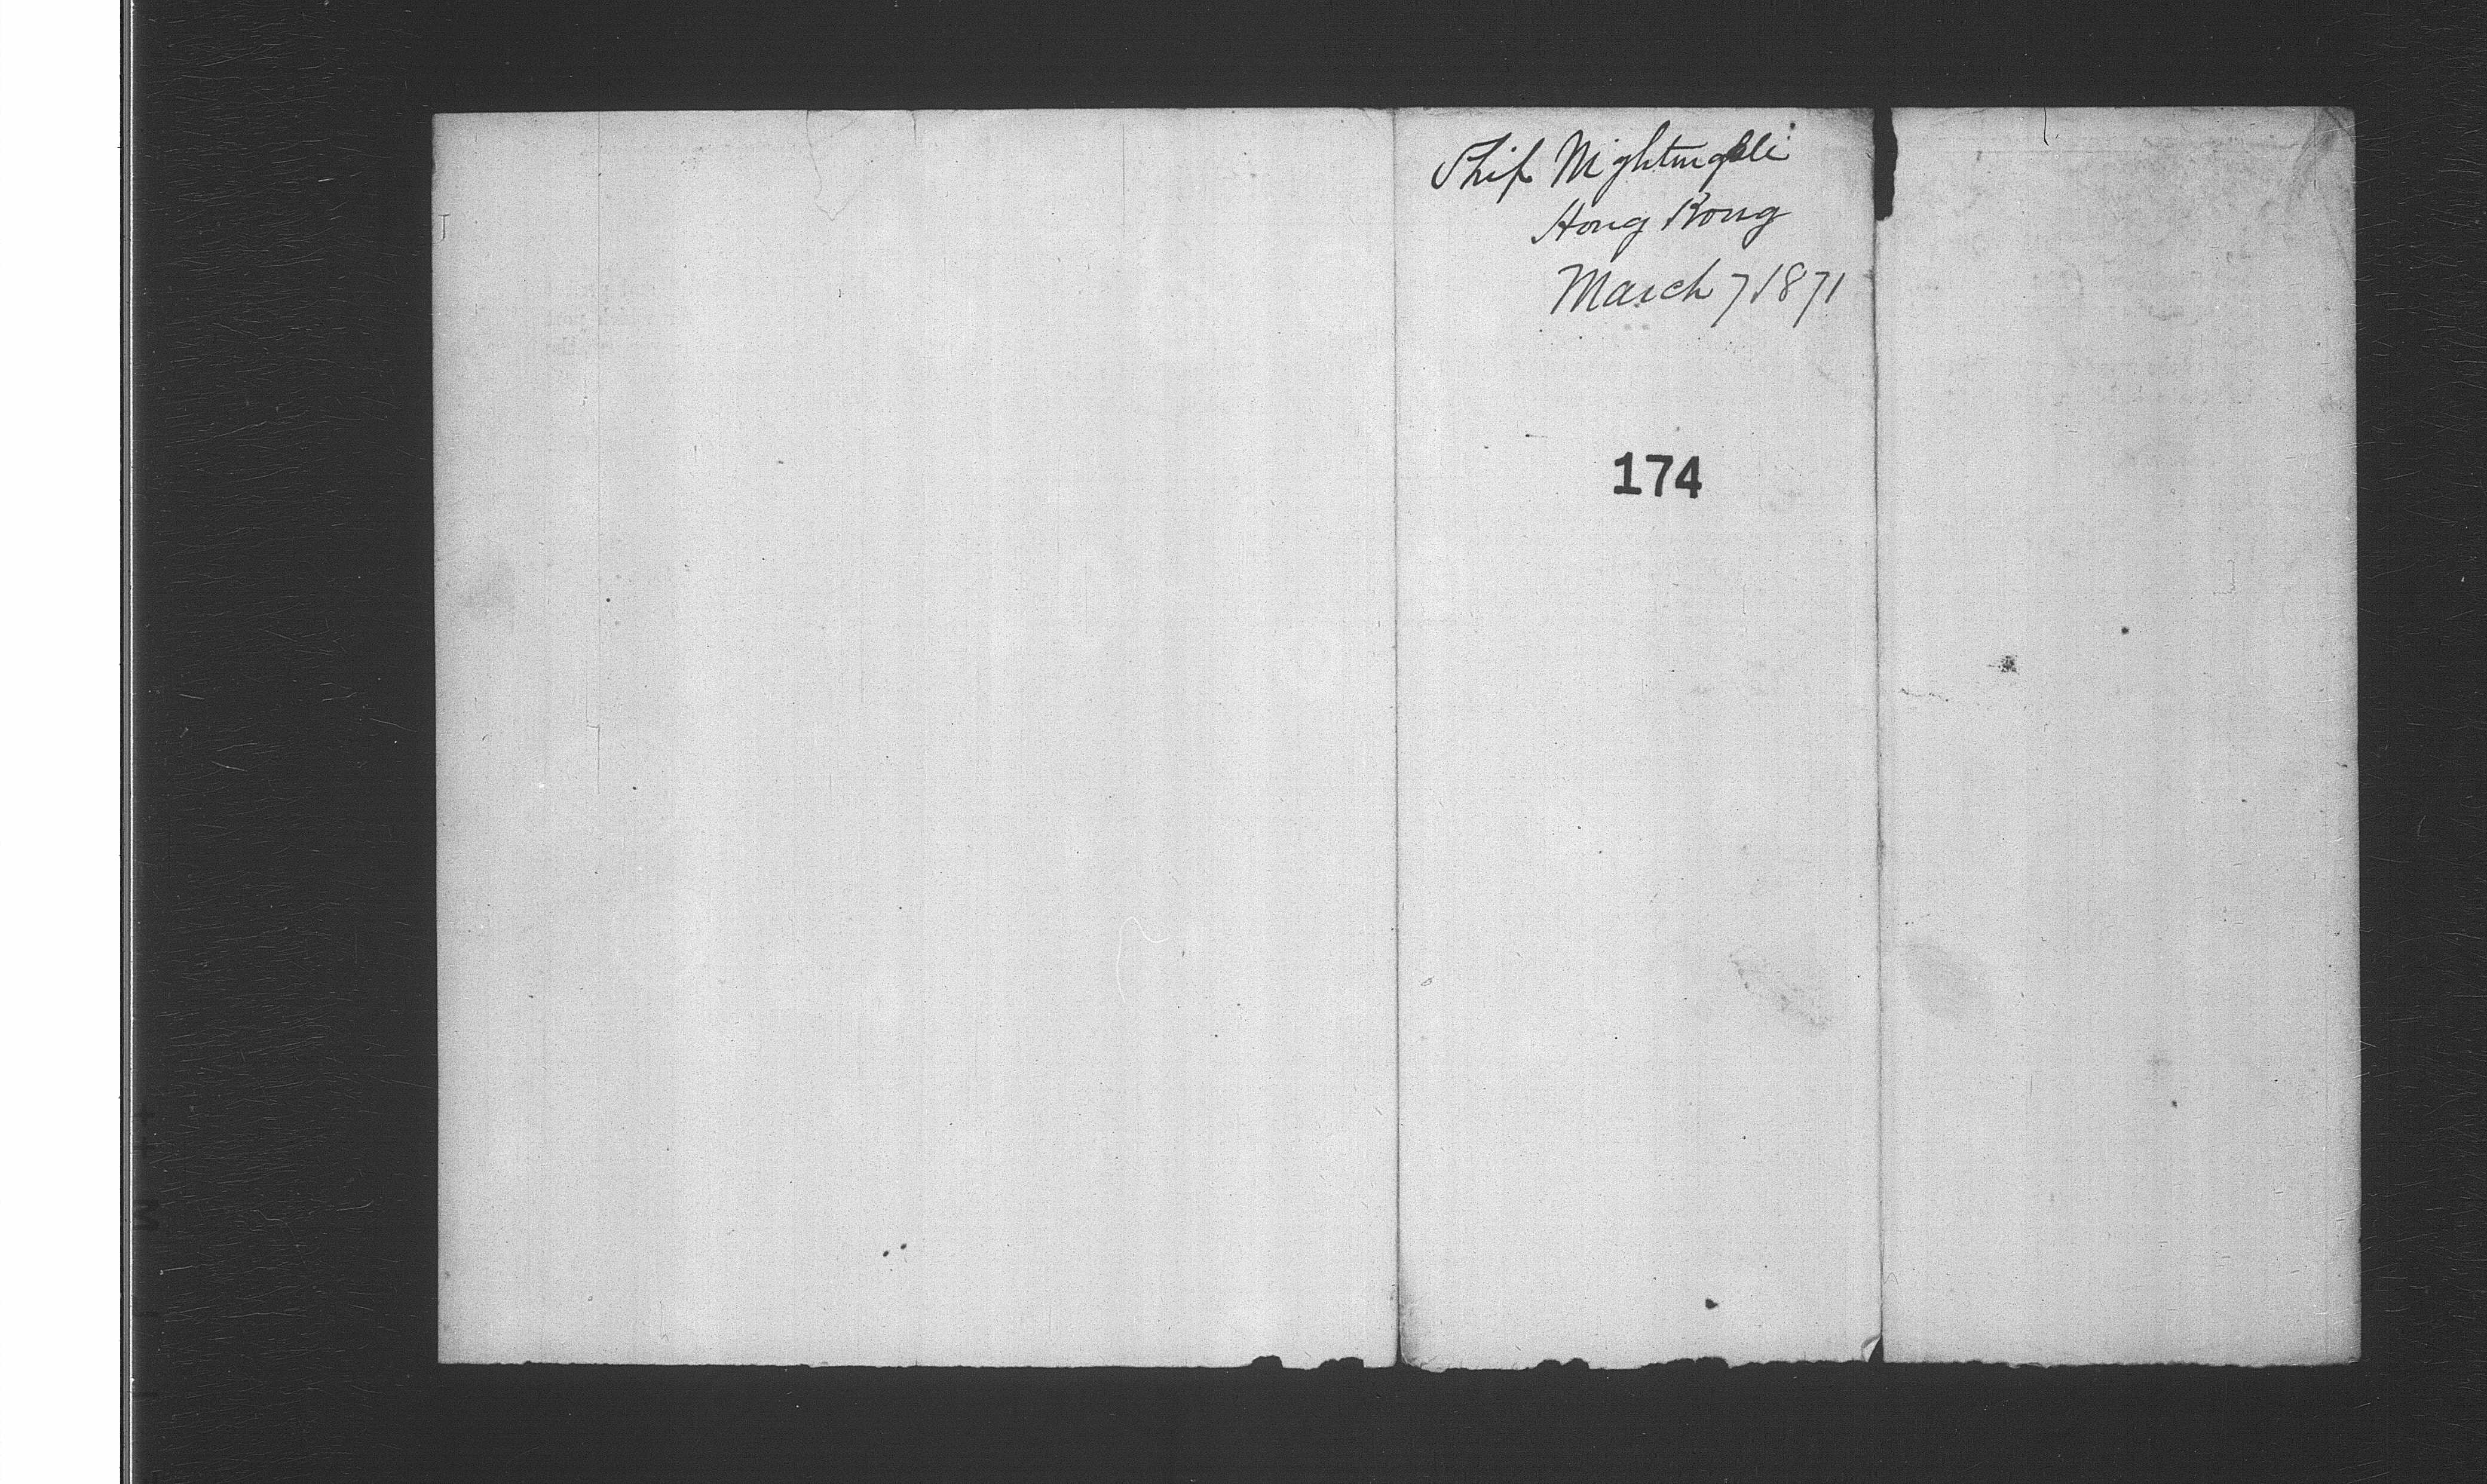 Ship Nightingale
Hong Kong
March 7 1871
174